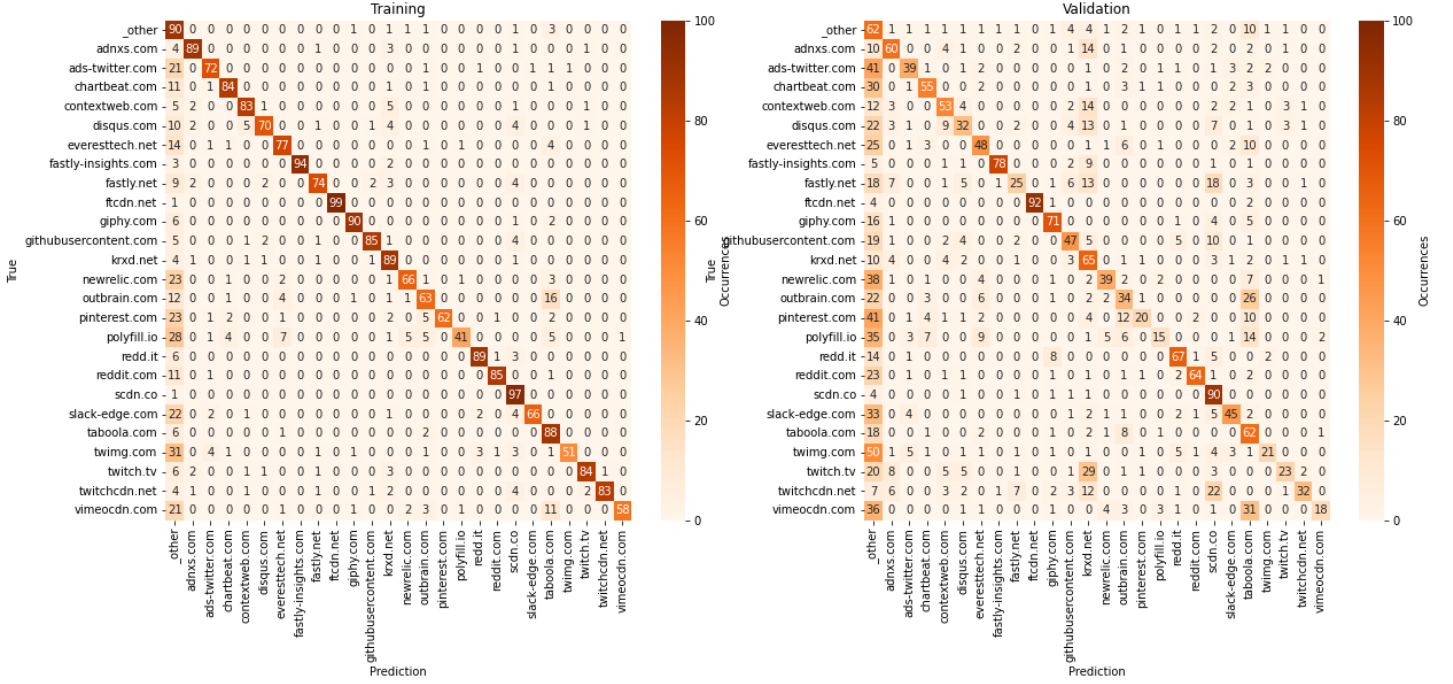 Training
_other 90 0 0 0 0 0 0 0 0 0 1 0 1 1 1 0 0 0 0 1 0 3 0 0 0 0
adnxs.com 4 89 0 0 0 0 0 0 1 0 0 0 3 0 0 0 0 0 0 1 0 0 0 1 0 0
ads-twitter.com 21 0 72 0 0 0 0 0 0 0 0 0 0 0 1 0 0 1 0 0 1 1 1 0 0 0
chartbeat.com 11 0 1 84 0 0 0 0 0 0 0 0 1 0 1 0 0 0 0 0 0 1 0 0 0 0
contextweb.com 5 2 0 0 83 1 0 0 0 0 0 0 5 0 0 0 0 0 0 1 0 0 0 1 0 0
disqus.com 10 2 0 0 5 70 0 0 1 0 0 1 4 0 0 0 0 0 0 4 0 0 0 1 0 0
everesttech.net 14 0 1 1 0 0 77 0 0 0 0 0 0 0 1 0 1 0 0 0 0 4 0 0 0 0
fastly-insights.com 3 0 0 0 0 0 0 94 0 0 0 0 1 0 0 0 0 0 0 0 0 0 0 0 0 0
fastly.net 9 2 0 0 0 2 0 0 74 0 0 2 3 0 0 0 0 0 0 4 0 0 0 0 0 0
ftcdn.net 1 0 0 0 0 0 0 0 0 99 0 0 0 0 0 0 0 0 0 0 0 0 0 0 0 0
giphy.com 6 0 0 0 0 0 0 0 0 0 90 0 0 0 0 0 0 0 0 1 0 2 0 0 0 0
githubusercontent.com 5 0 0 0 1 2 0 0 1 0 0 85 1 0 0 0 0 0 0 4 0 0 0 0 0 0
krxd.net 4 1 0 0 1 1 0 0 1 0 0 1 89 0 0 0 0 0 0 1 0 0 0 0 0 0
newrelic.com 23 0 0 1 0 0 2 0 0 0 0 0 1 66 1 0 0 0 0 1 0 3 0 0 0 0
outbrain.com 12 0 0 1 0 0 4 0 0 0 1 0 1 1 63 0 0 0 0 0 0 16 0 0 0 0
pinterest.com 23 0 1 2 0 0 0 0 0 0 0 0 2 0 5 62 0 0 1 0 0 2 0 0 0 0
polyfill.io 28 0 1 4 0 0 7 0 0 0 0 0 1 5 5 0 41 0 0 0 0 5 0 0 0 1
redd.it 6 0 0 0 0 0 0 0 0 0 1 0 0 0 0 0 0 89 1 3 0 0 0 0 0 0
reddit.com 11 0 1 0 0 0 0 0 0 0 0 0 0 0 0 0 0 0 85 1 0 0 0 0 0 0
scdn.co 1 0 0 0 0 0 0 0 0 0 0 0 0 0 0 0 0 0 0 97 0 0 0 0 0 0
slack-edge.com 22 0 2 0 1 0 0 0 0 0 0 0 1 0 0 0 0 2 0 4 66 0 0 0 0 0
taboola.com 6 0 0 0 0 0 1 0 0 0 0 0 0 0 2 0 0 0 0 0 0 88 0 0 0 0
twimg.com 31 0 4 1 0 0 0 0 0 0 0 0 0 0 0 0 0 3 1 3 0 1 51 0 0 0
twitch.tv 6 2 0 0 1 1 0 0 1 0 0 0 3 0 0 0 0 0 0 1 0 0 0 84 1 0
twitchcdn.net 4 1 0 0 0 1 0 0 1 0 0 1 2 0 0 0 0 0 0 4 0 0 0 2 83 0
vimeocdn.com 21 0 0 0 0 0 1 0 0 0 1 0 0 2 3 0 1 0 0 1 0 11 0 0 0 58
_other
adnxs.com
ads-twitter.com
chartbeat.com
contextweb.com
disqus.com
everesttech.net
fastly-insights.com
fastly.net
ftcdn.net
giphy.com
githubusercontent.com
krxd.net
newrelic.com
outbrain.com
pinterest.com
polyfill.io
redd.it
reddit.com
scdn.co
slack-edge.com
taboola.com
twimg.com
twitch.tv
twitchcdn.net
vimeocdn.com
Prediction
True
100
80
60
40
20
0
Occurrences
Validation
_other 62 1 1 1 1 1 1 0 0 0 1 4 4 1 2 1 0 1 1 2 2 10 1 1 0 0
adnxs.com 10 60 0 0 4 1 0 0 2 0 0 1 14 0 0 0 0 0 0 2 0 0 0 2 1 0
ads-twitter.com 41 0 39 0 0 1 2 0 0 0 0 0 1 0 2 0 1 1 0 1 3 2 2 0 0 0
chartbeat.com 30 0 1 55 0 0 2 0 0 0 0 0 0 0 3 1 1 0 0 0 2 3 0 0 0 0
contextweb.com 12 3 0 0 53 4 0 0 0 0 0 2 14 0 0 0 0 0 0 2 2 1 0 3 1 0
disqus.com 22 3 1 0 9 32 0 0 2 0 0 4 13 0 1 0 0 0 0 7 0 1 0 3 1 0
everesttech.net 25 0 1 3 0 0 48 0 0 0 0 0 1 1 6 0 1 0 0 0 2 10 0 0 0 0
fastly-insights.com 5 0 0 0 1 1 0 78 0 0 0 2 9 0 0 0 0 0 0 1 0 1 0 0 0 0
fastly.net 18 7 0 0 1 5 0 1 25 0 0 6 13 0 0 0 0 0 0 18 0 3 0 0 1 0
ftcdn.net 4 0 0 0 0 0 0 0 0 92 1 0 0 0 0 0 0 0 0 0 0 2 0 0 0 0
giphy.com 16 1 0 0 0 0 0 0 0 0 71 0 0 0 0 0 0 1 0 4 0 5 0 0 0 0
githubusercontent.com 19 0 1 0 2 4 0 0 2 0 0 47 5 0 0 0 0 0 5 10 0 1 0 0 0 0
krxd.net 10 4 0 0 4 2 0 0 1 0 0 1 65 0 0 0 0 0 0 3 1 2 0 1 1 0
newrelic.com 38 0 0 0 0 0 4 0 0 0 0 0 1 39 2 0 2 0 0 1 0 7 0 0 0 1
outbrain.com 22 0 0 3 0 0 6 0 0 0 1 0 2 2 34 1 0 0 0 0 0 26 0 0 0 0
pinterest.com 41 0 1 4 0 0 1 0 0 0 0 0 4 0 12 20 0 0 2 0 0 10 0 0 0 0
polyfill.io 35 0 3 7 0 0 9 0 0 0 0 0 1 5 6 0 15 0 0 1 0 14 0 0 0 2
redd.it 14 0 1 0 0 0 0 0 0 0 8 0 0 0 0 0 0 67 1 5 0 0 2 0 0 0
reddit.com 23 0 1 0 0 0 1 0 0 0 1 0 2 0 0 0 0 1 64 2 0 2 0 0 0 0
scdn.co 4 0 0 0 0 0 0 0 1 0 1 1 1 0 0 0 0 0 0 90 0 0 0 0 0 0
slack-edge.com 33 0 4 0 0 0 0 0 0 0 0 1 2 1 1 0 0 2 1 5 45 2 0 0 0 0
taboola.com 18 0 0 1 0 0 1 0 0 0 0 0 2 1 8 0 1 0 0 0 0 62 0 0 0 1
twimg.com 50 1 5 1 0 0 0 0 0 0 1 0 1 0 0 0 0 5 1 4 3 1 21 0 0 0
twitch.tv 20 8 0 0 5 5 0 0 0 0 0 1 29 0 0 1 1 0 0 3 0 0 0 23 2 0
twitchcdn.net 7 6 0 0 3 2 0 1 7 0 2 3 12 0 0 0 0 1 0 22 0 0 0 1 32 0
vimeocdn.com 36 0 0 0 0 0 1 0 0 0 1 0 0 4 3 0 3 1 0 1 0 31 0 0 0 18
_other
adnxs.com
ads-twitter.com
chartbeat.com
contextweb.com
disqus.com
everesttech.net
fastly-insights.com
fastly.net
ftcdn.net
giphy.com
githubusercontent.com
krxd.net
newrelic.com
outbrain.com
pinterest.com
polyfill.io
redd.it
reddit.com
scdn.co
slack-edge.com
taboola.com
twimg.com
twitch.tv
twitchcdn.net
vimeocdn.com
Prediction
True
100
80
60
40
20
0
Occurrences